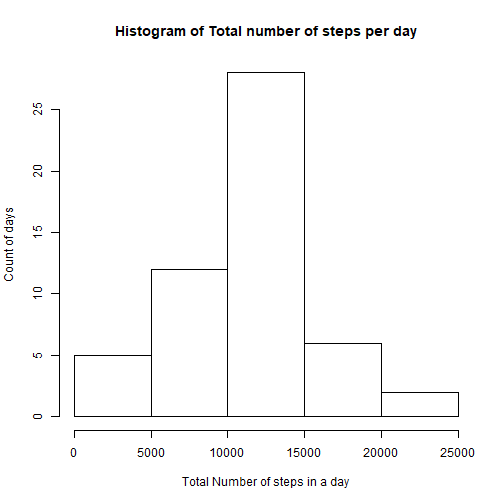 Histogram of Total number of steps per day
Count of days
25
20
15
10
5
0
0 5000 10000 15000 20000 25000
Total Number of steps in a day